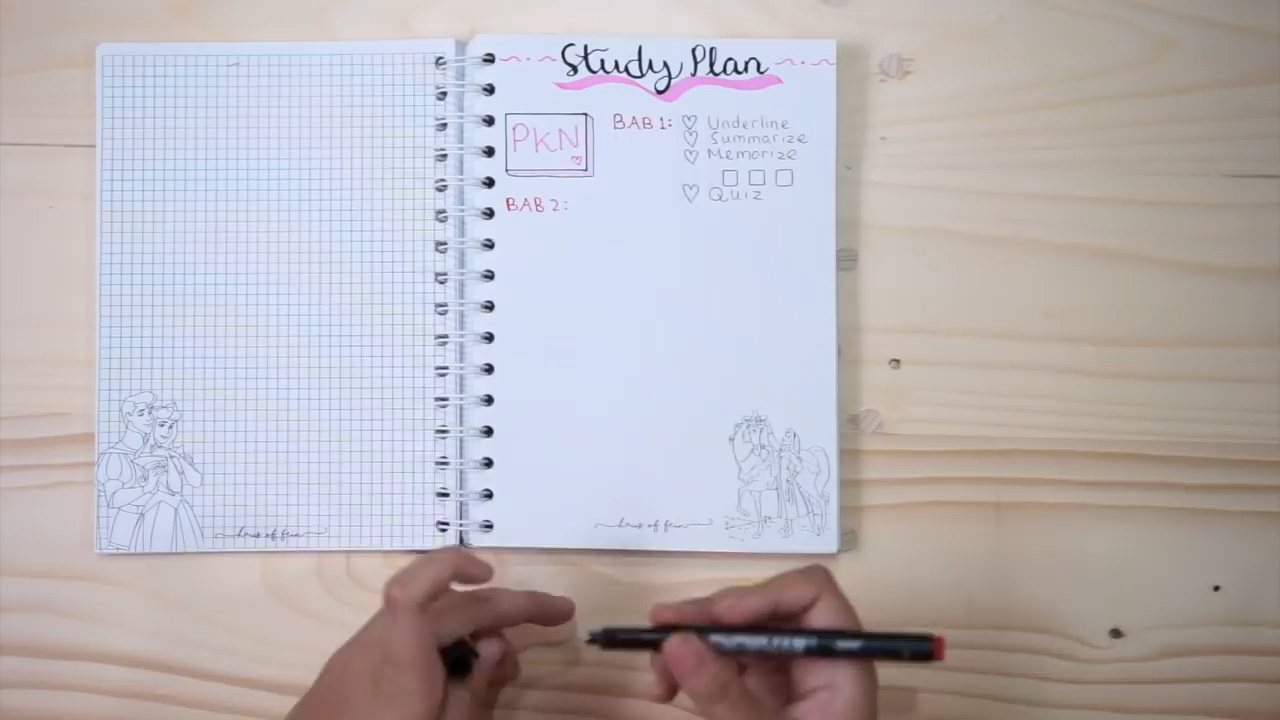 Study Plan
PKN
BAB 1:
Underline
Summarize
Memorize
Quiz
BAB 2: